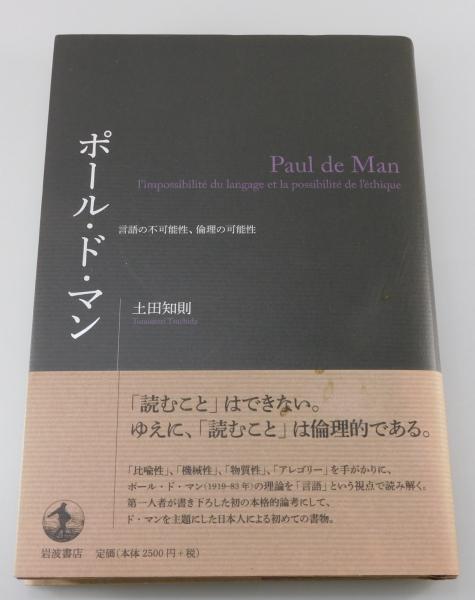 ポール・ド・マン
Paul de Man
l'impossibilité du langage et la possibilité de l'éthique
言語の不可能性、倫理の可能性
土田知則
Tomonori Tsuchida
「読むこと」はできない。
ゆえに、「読むこと」は倫理的である。
「比喩性」、「機械性」、「物質性」、「アレゴリー」を手がかりに、
ポール・ド・マン(1919-83年)の理論を「言語」という視点で読み解く。
第一人者が書き下ろした初の本格的論考にして、
ド・マンを主題にした日本人による初めての書物。
岩波書店
定価(本体2500円+税)